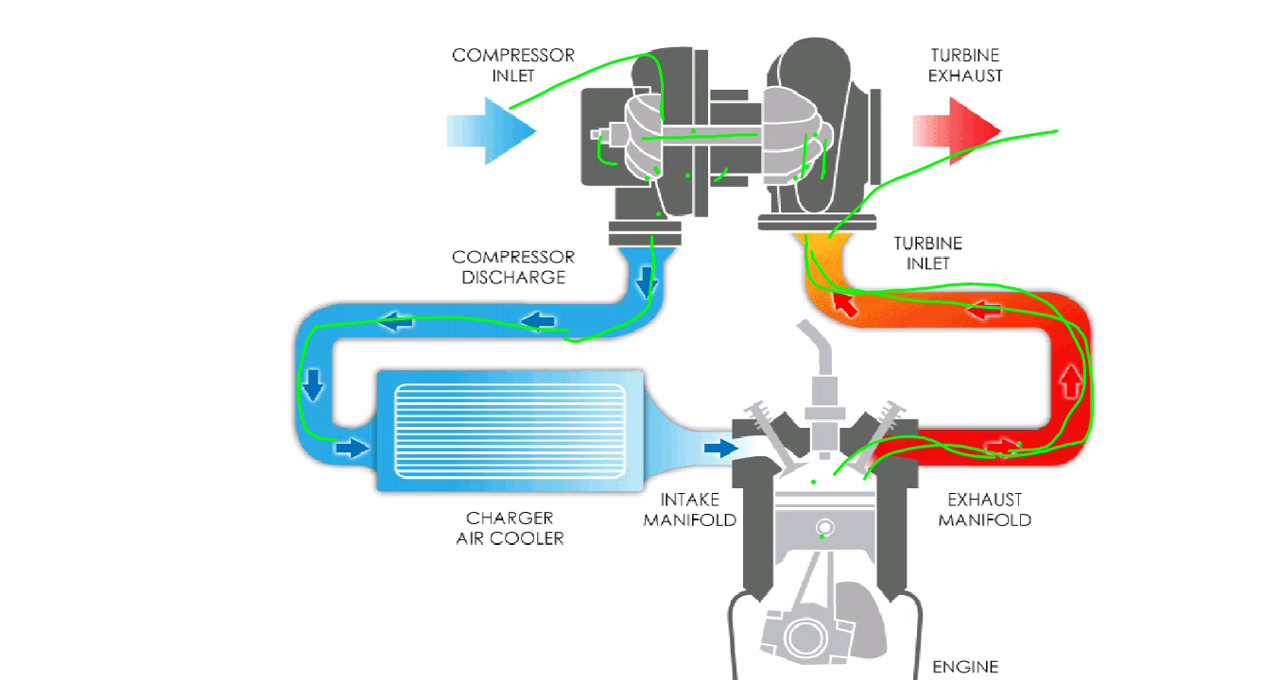 COMPRESSOR
INLET
TURBINE
EXHAUST
COMPRESSOR
DISCHARGE
TURBINE
INLET
CHARGER
AIR COOLER
INTAKE
MANIFOLD
EXHAUST
MANIFOLD
ENGINE